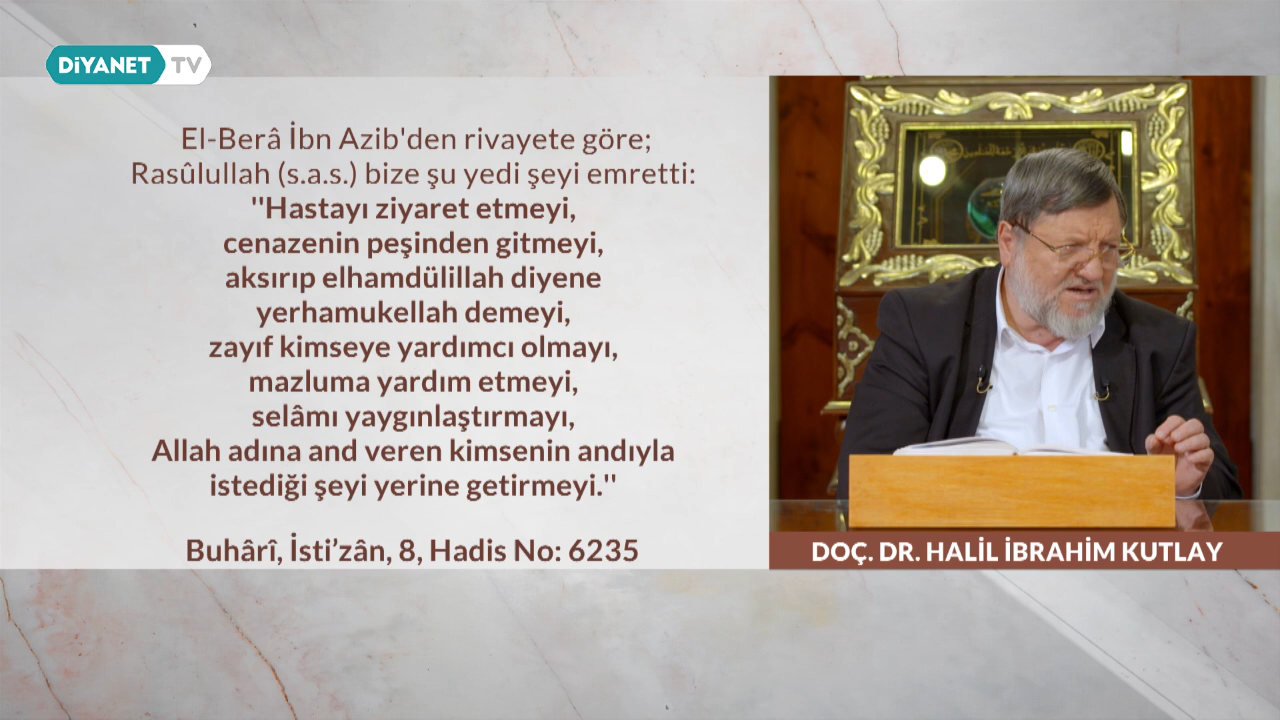 DiYANET TV
El-Berâ İbn Azib'den rivayete göre;
Rasûlullah (s.a.s.) bize şu yedi şeyi emretti:
"Hastayı ziyaret etmeyi,
cenazenin peşinden gitmeyi,
aksırıp elhamdülillah diyene
yerhamukellah demeyi,
zayıf kimseye yardımcı olmayı,
mazluma yardım etmeyi,
selâmı yaygınlaştırmayı,
Allah adına and veren kimsenin andıyla
istediği şeyi yerine getirmeyi."
Buhârî, İsti’zân, 8, Hadis No: 6235
DOÇ. DR. HALİL İBRAHİM KUTLAY